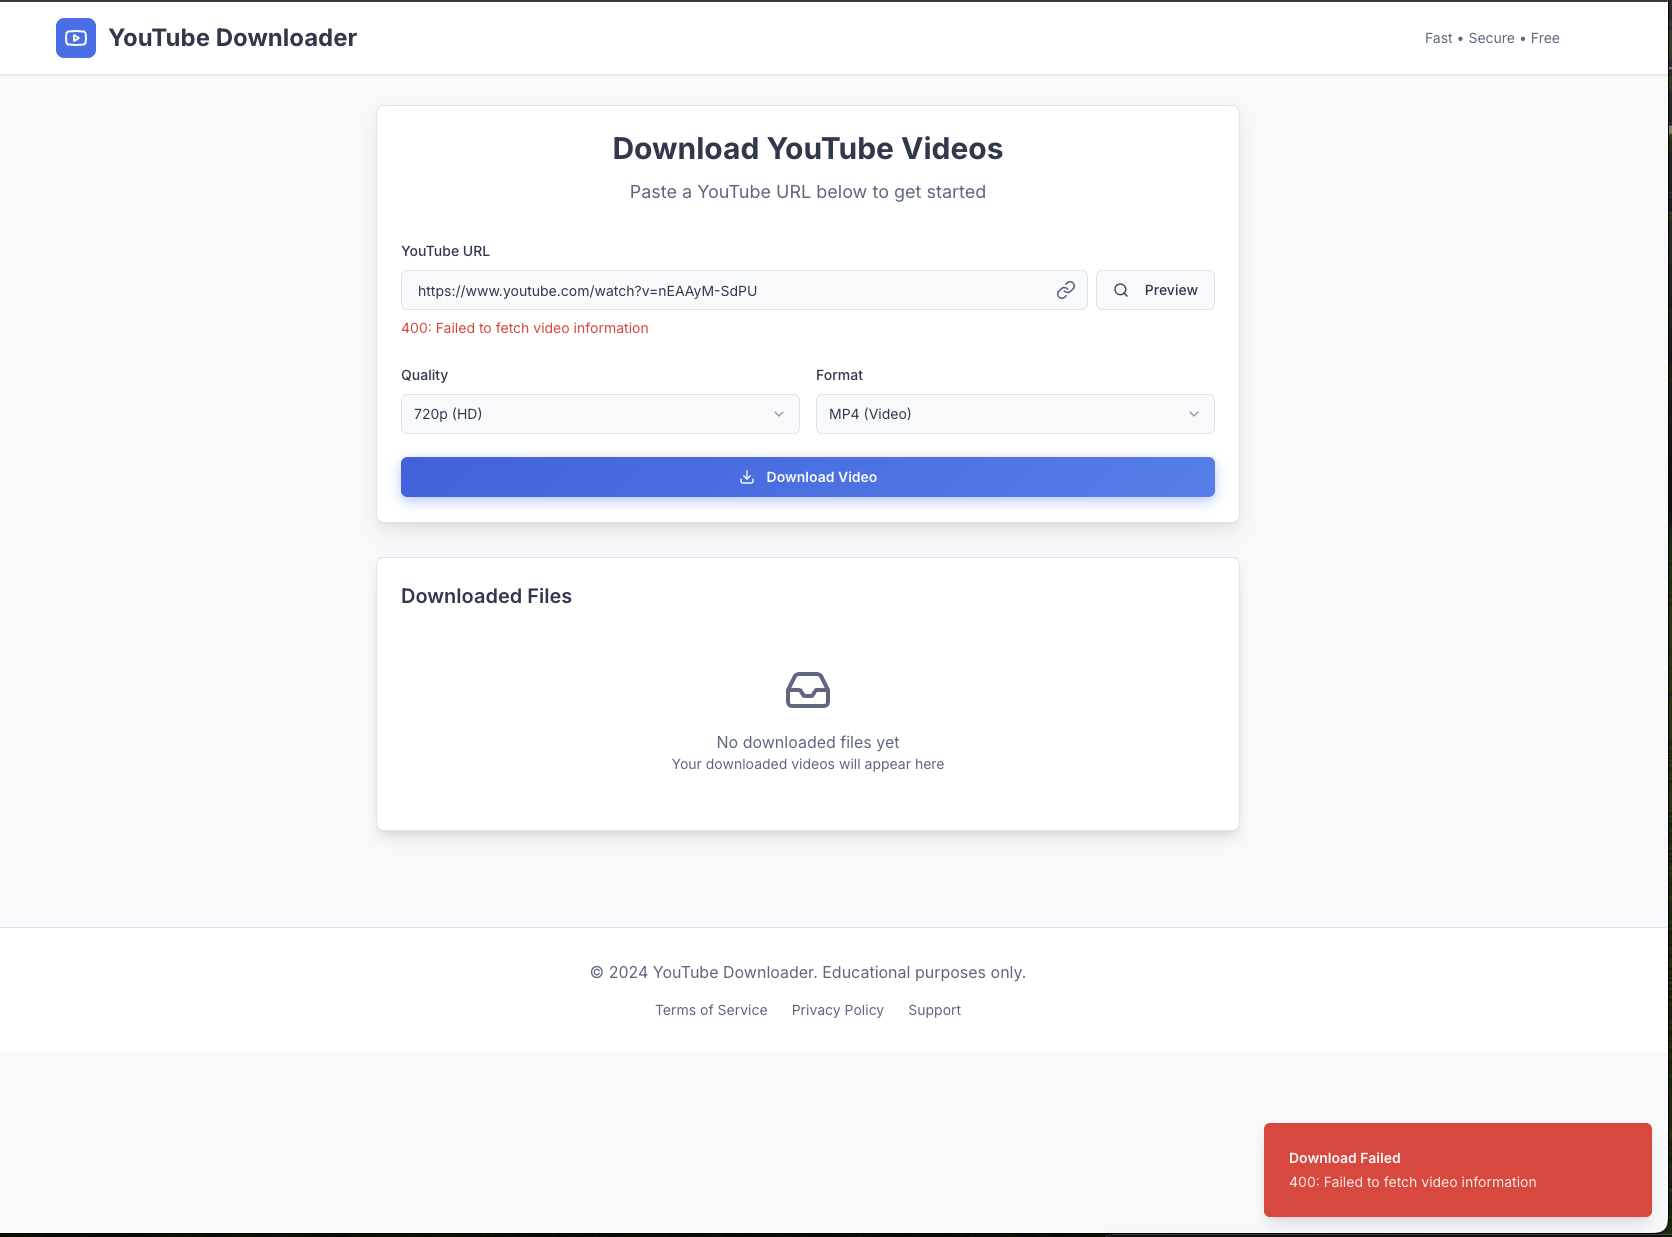 YouTube Downloader
Fast • Secure • Free
Download YouTube Videos
Paste a YouTube URL below to get started
YouTube URL
https://www.youtube.com/watch?v=nEAAyM-SdPU
Preview
400: Failed to fetch video information
Quality
Format
720p (HD)
MP4 (Video)
Download Video
Downloaded Files
No downloaded files yet
Your downloaded videos will appear here
© 2024 YouTube Downloader. Educational purposes only.
Terms of Service
Privacy Policy
Support
Download Failed
400: Failed to fetch video information